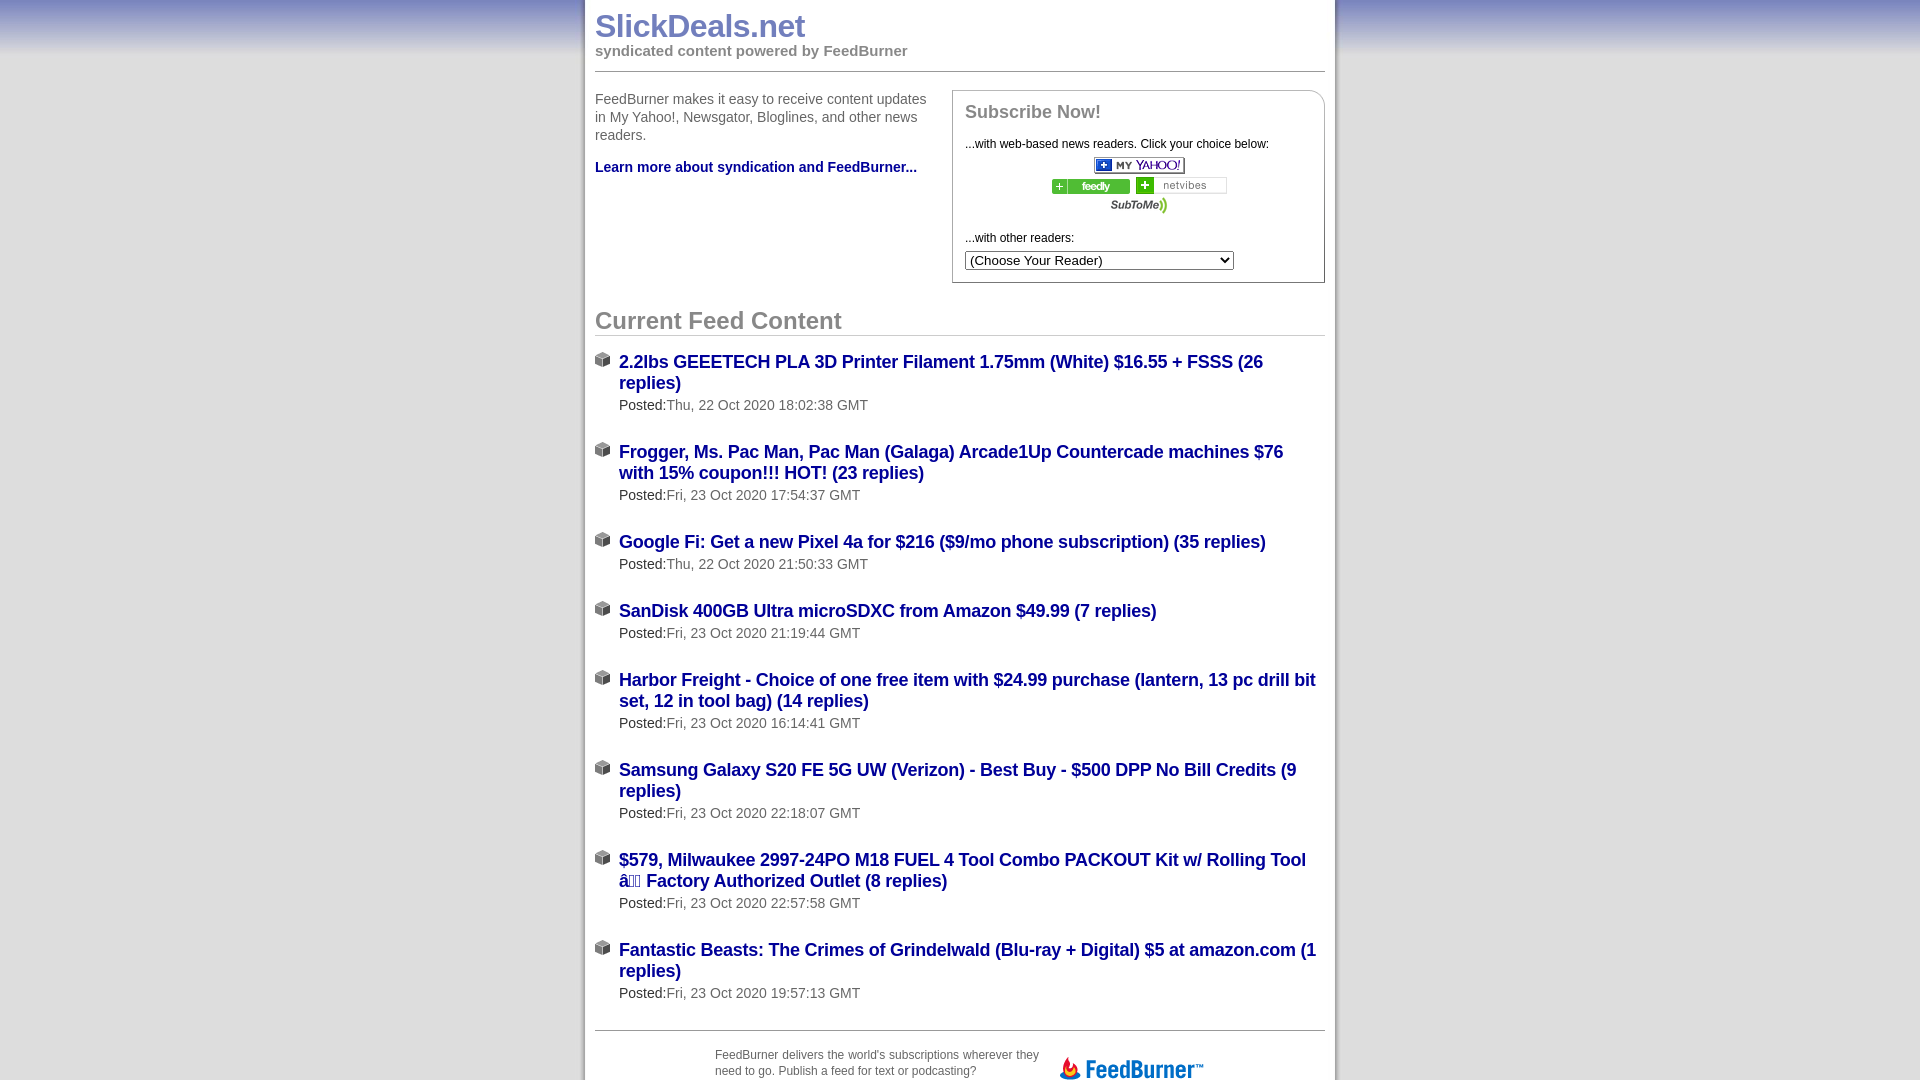 SlickDeals.net
syndicated content powered by FeedBurner
FeedBurner makes it easy to receive content updates
in My Yahoo!, Newsgator, Bloglines, and other news
readers.
Learn more about syndication and FeedBurner...
Subscribe Now!
...with web-based news readers. Click your choice below:
MY YAHOO!
feedly
netvibes
SubToMe
...with other readers:
(Choose Your Reader)
Current Feed Content
2.2lbs GEEETECH PLA 3D Printer Filament 1.75mm (White) $16.55 + FSSS (26
replies)
Posted:Thu, 22 Oct 2020 18:02:38 GMT
Frogger, Ms. Pac Man, Pac Man (Galaga) Arcade1Up Countercade machines $76
with 15% coupon!!! HOT! (23 replies)
Posted:Fri, 23 Oct 2020 17:54:37 GMT
Google Fi: Get a new Pixel 4a for $216 ($9/mo phone subscription) (35 replies)
Posted:Thu, 22 Oct 2020 21:50:33 GMT
SanDisk 400GB Ultra microSDXC from Amazon $49.99 (7 replies)
Posted:Fri, 23 Oct 2020 21:19:44 GMT
Harbor Freight - Choice of one free item with $24.99 purchase (lantern, 13 pc drill bit
set, 12 in tool bag) (14 replies)
Posted:Fri, 23 Oct 2020 16:14:41 GMT
Samsung Galaxy S20 FE 5G UW (Verizon) - Best Buy - $500 DPP No Bill Credits (9
replies)
Posted:Fri, 23 Oct 2020 22:18:07 GMT
$579, Milwaukee 2997-24PO M18 FUEL 4 Tool Combo PACKOUT Kit w/ Rolling Tool
â Factory Authorized Outlet (8 replies)
Posted:Fri, 23 Oct 2020 22:57:58 GMT
Fantastic Beasts: The Crimes of Grindelwald (Blu-ray + Digital) $5 at amazon.com (1
replies)
Posted:Fri, 23 Oct 2020 19:57:13 GMT
FeedBurner delivers the world's subscriptions wherever they
need to go. Publish a feed for text or podcasting?
FeedBurner™